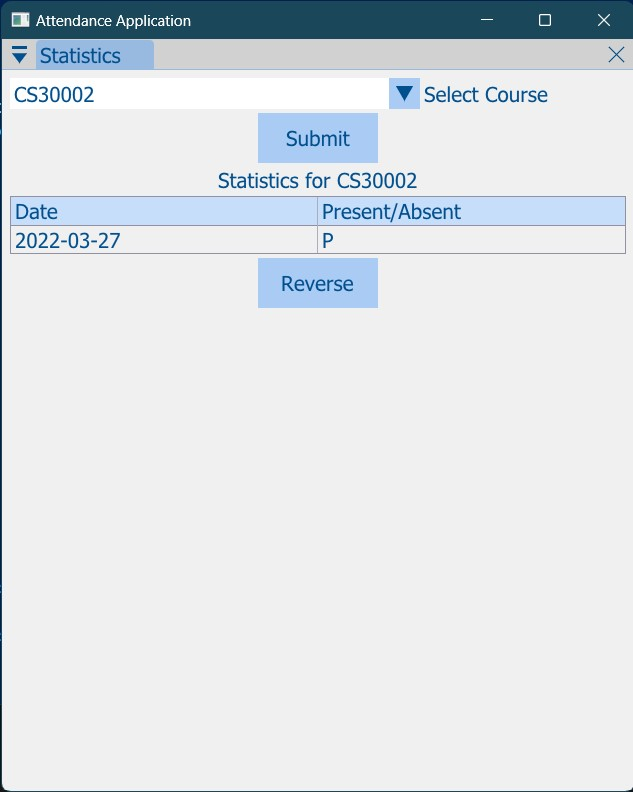 Attendance Application
Statistics
CS30002 Select Course
Submit
Statistics for CS30002
Date Present/Absent
2022-03-27 P
Reverse